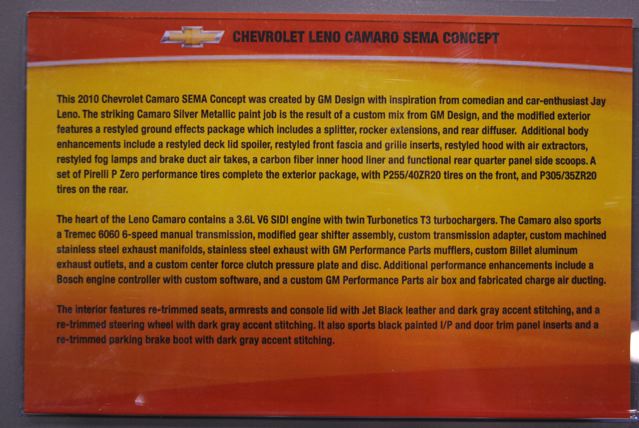 CHEVROLET LENO CAMARO SEMA CONCEPT
This 2010 Chevrolet Camaro SEMA Concept was created by GM Design with inspiration from comedian and car-enthusiast Jay
Leno. The striking Camaro Silver Metallic paint job is the result of a custom mix from GM Design, and the modified exterior
features a restyled ground effects package which includes a splitter, rocker extensions, and rear diffuser. Additional body
enhancements include a restyled deck lid spoiler, restyled front fascia and grille inserts, restyled hood with air extractors,
restyled fog lamps and brake duct air takes, a carbon fiber inner hood liner and functional rear quarter panel side scoops. A
set of Pirelli P Zero performance tires complete the exterior package, with P255/40ZR20 tires on the front, and P305/35ZR20
tires on the rear.
The heart of the Leno Camaro contains a 3.6L V6 SIDI engine with twin Turbonetics T3 turbochargers. The Camaro also sports
a Tremec 6060 6-speed manual transmission, modified gear shifter assembly, custom transmission adapter, custom machined
stainless steel exhaust manifolds, stainless steel exhaust with GM Performance Parts mufflers, custom Billet aluminum
exhaust outlets, and a custom center force clutch pressure plate and disc. Additional performance enhancements include a
Bosch engine controller with custom software, and a custom GM Performance Parts air box and fabricated charge air ducting.
The interior features re-trimmed seats, armrests and console lid with Jet Black leather and dark gray accent stitching, and a
re-trimmed steering wheel with dark gray accent stitching. It also sports black painted I/P and door trim panel inserts and a
re-trimmed parking brake boot with dark gray accent stitching.